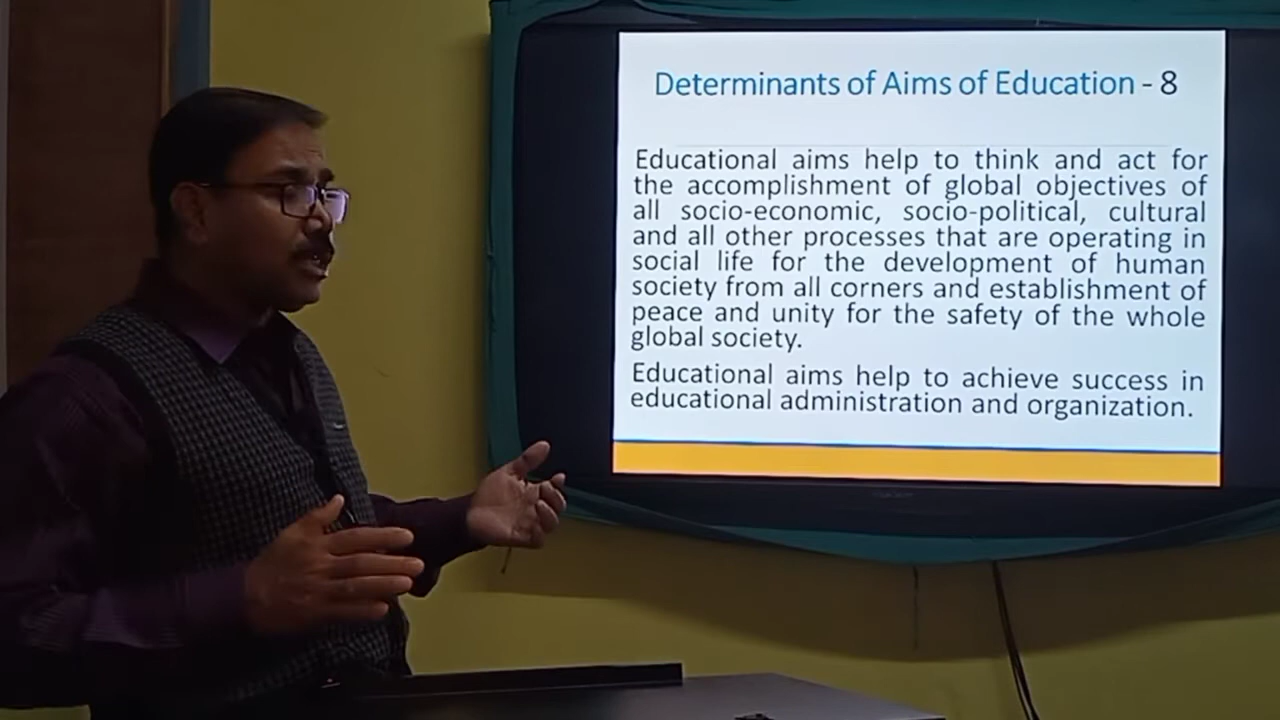 Determinants of Aims of Education - 8
Educational aims help to think and act for
the accomplishment of global objectives of
all socio-economic, socio-political, cultural
and all other processes that are operating in
social life for the development of human
society from all corners and establishment of
peace and unity for the safety of the whole
global society.
Educational aims help to achieve success in
educational administration and organization.